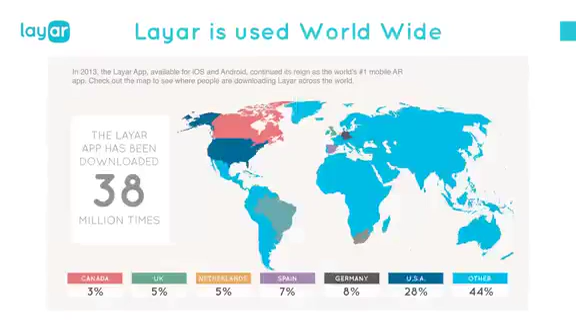 layar
Layar is used World Wide
In 2013, the Layar App, available for iOS and Android, continued its reign as the world's #1 mobile AR
app. Check out the map to see where people are downloading Layar across the world.
THE LAYAR
APP HAS BEEN
DOWNLOADED
38
MILLION TIMES
CANADA UK NETHERLANDS SPAIN GERMANY U.S.A. OTHER
3% 5% 5% 7% 8% 28% 44%